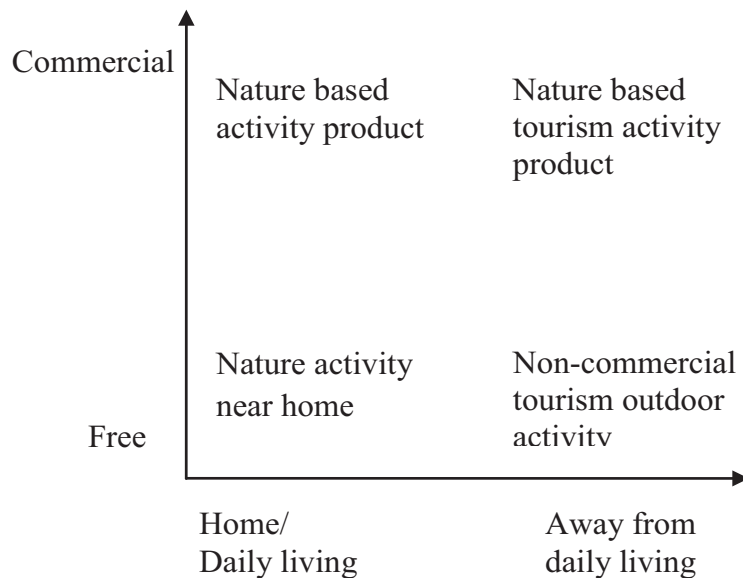 Commercial
Nature based
activity product
Nature based
tourism activity
product
Nature activity
near home
Non-commercial
tourism outdoor
activity
Free
Home/
Daily living
Away from
daily living